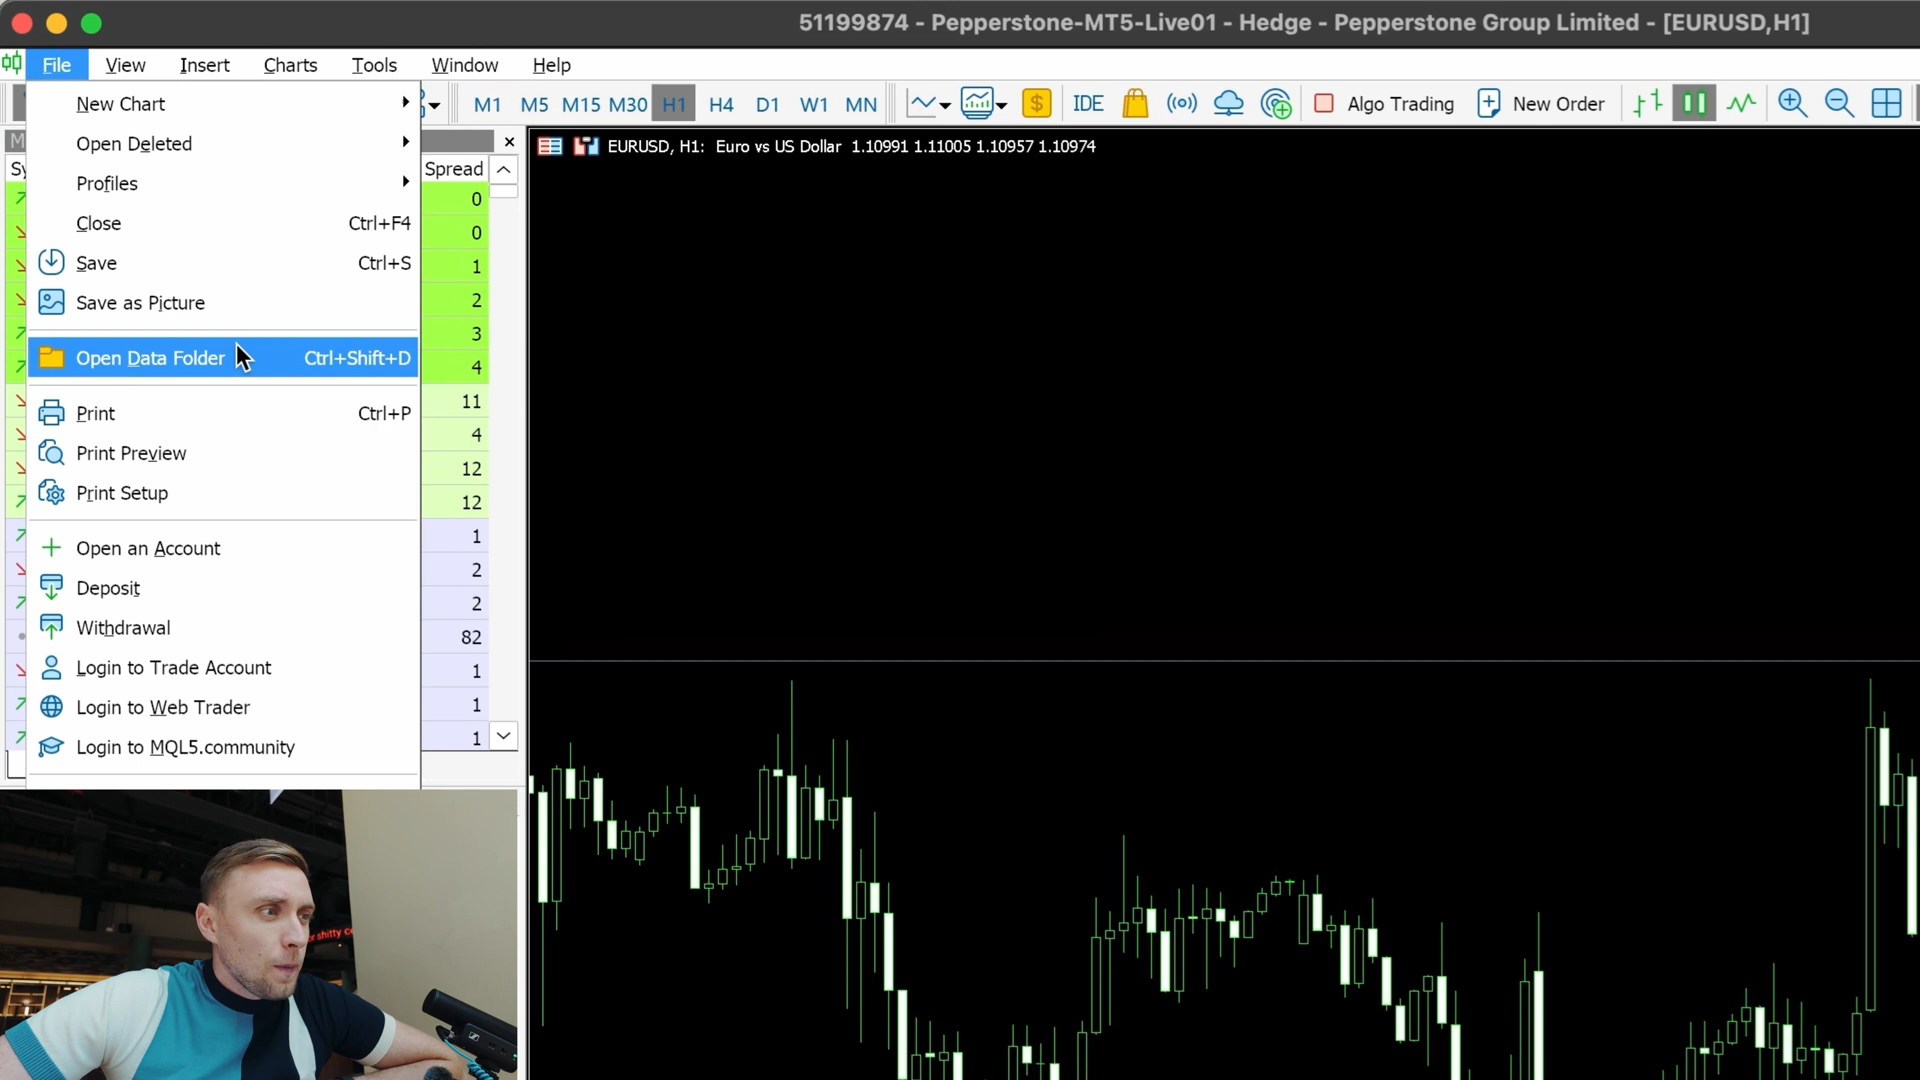 51199874 - Pepperstone-MT5-Live01 - Hedge - Pepperstone Group Limited - [EURUSD,H1]
File View Insert Charts Tools Window Help
M1 M5 M15 M30 H1 H4 D1 W1 MN IDE Algo Trading New Order
New Chart
Open Deleted
Profiles
Close Ctrl+F4
Save Ctrl+S
Save as Picture
Open Data Folder Ctrl+Shift+D
Print Ctrl+P
Print Preview
Print Setup
Open an Account
Deposit
Withdrawal
Login to Trade Account
Login to Web Trader
Login to MQL5.community
Spread
0
0
1
2
3
4
11
4
12
12
1
2
2
82
1
1
1
EURUSD, H1: Euro vs US Dollar 1.10991 1.11005 1.10957 1.10974
or shitty